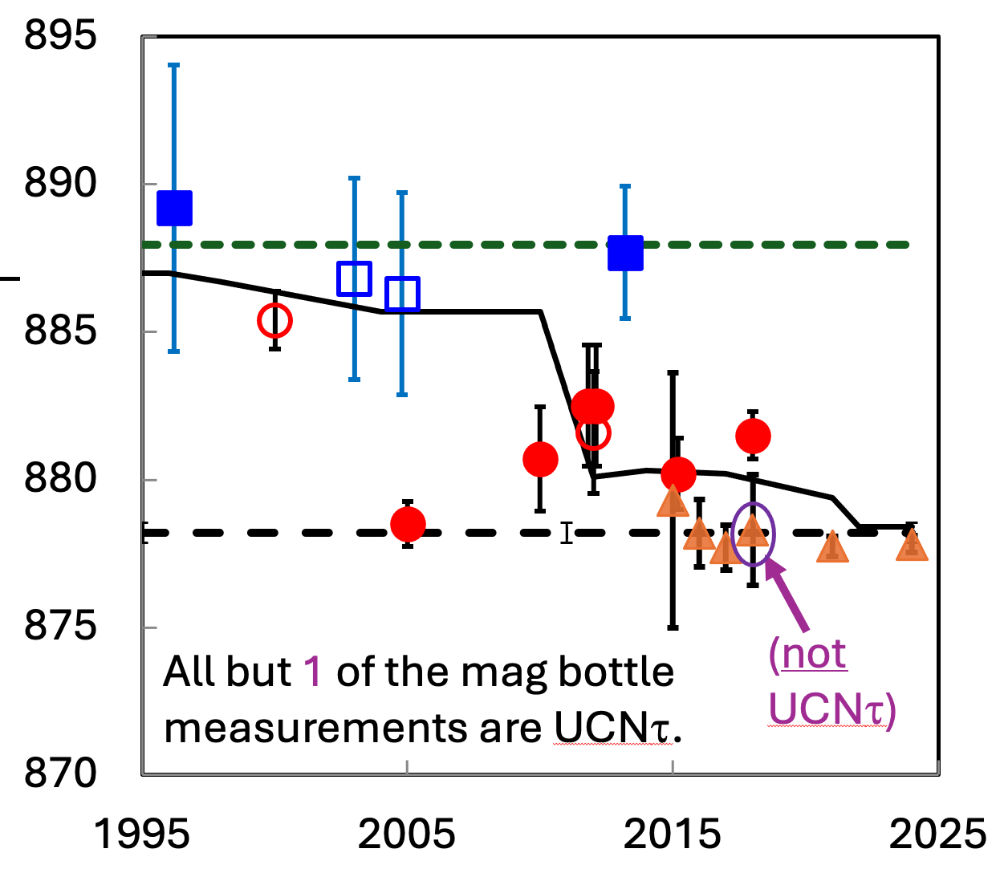 895
890
885
880
875
870
All but 1 of the mag bottle
measurements are UCNτ.
(not
UCNτ)
1995 2005 2015 2025